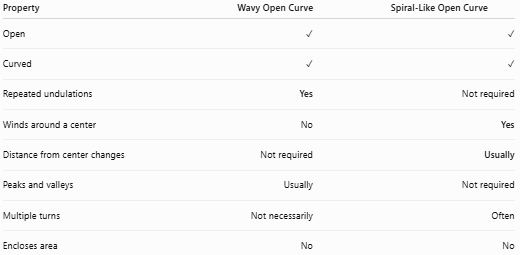 Property Wavy Open Curve Spiral-Like Open Curve
Open ✓ ✓
Curved ✓ ✓
Repeated undulations Yes Not required
Winds around a center No Yes
Distance from center changes Not required Usually
Peaks and valleys Usually Not required
Multiple turns Not necessarily Often
Encloses area No No